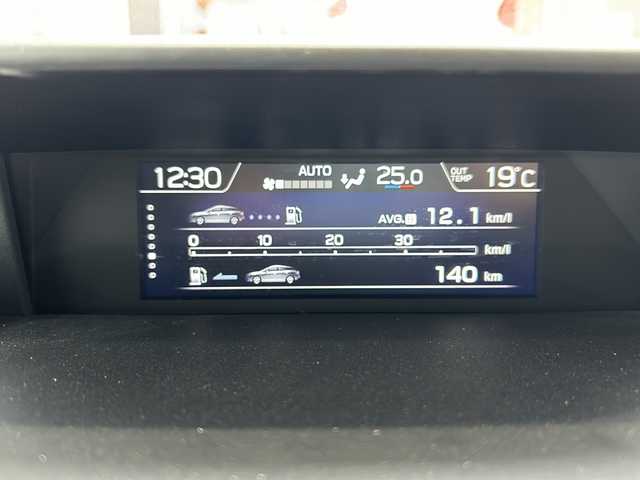 12:30 AUTO 25.0 OUT TEMP 19°C
AVG. B 12.1 km/l
0 10 20 30 km/l
140 km